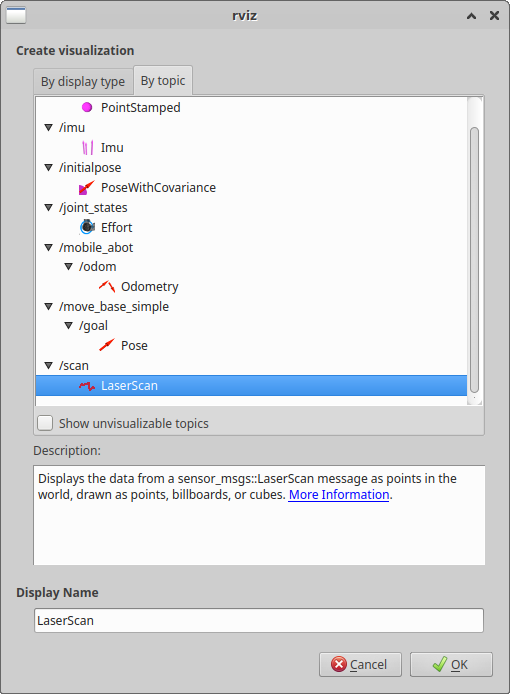 rviz
Create visualization
By display type
By topic
PointStamped
/imu
Imu
/initialpose
PoseWithCovariance
/joint_states
Effort
/mobile_abot
/odom
Odometry
/move_base_simple
/goal
Pose
/scan
LaserScan
Show unvisualizable topics
Description:
Displays the data from a sensor_msgs::LaserScan message as points in the
world, drawn as points, billboards, or cubes. More Information.
Display Name
LaserScan
Cancel
OK